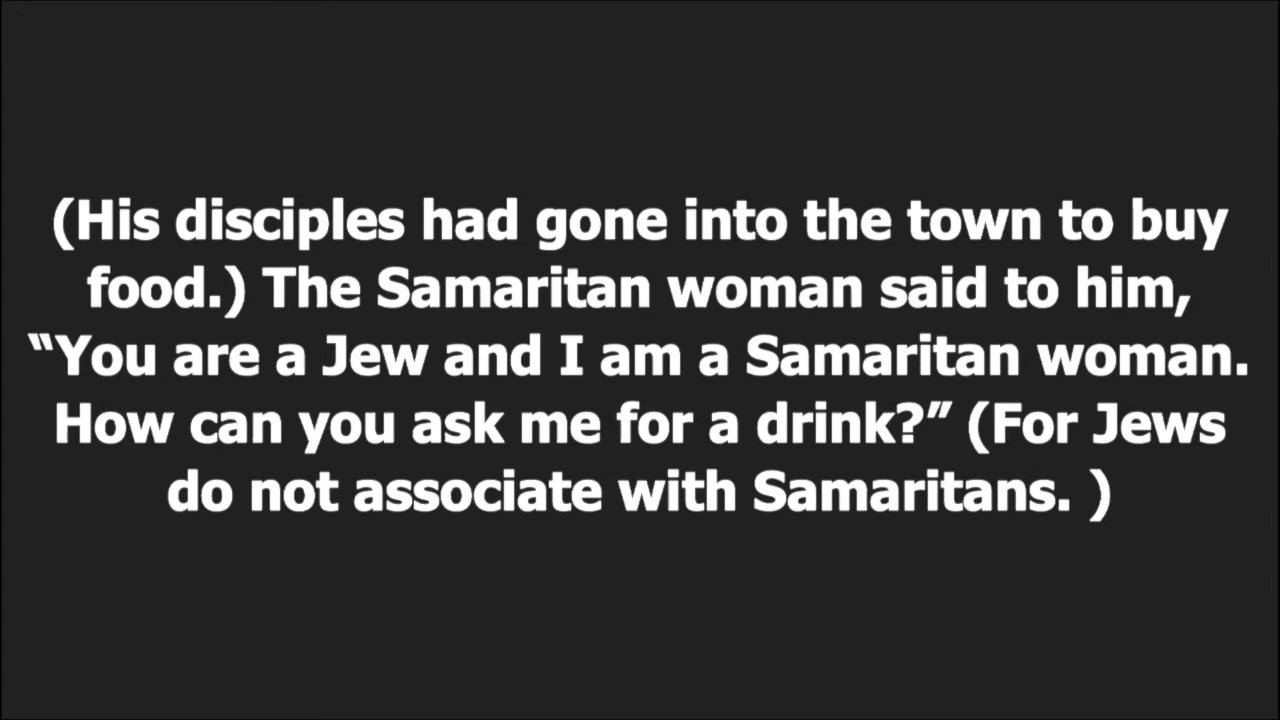 (His disciples had gone into the town to buy
food.) The Samaritan woman said to him,
“You are a Jew and I am a Samaritan woman.
How can you ask me for a drink?” (For Jews
do not associate with Samaritans. )